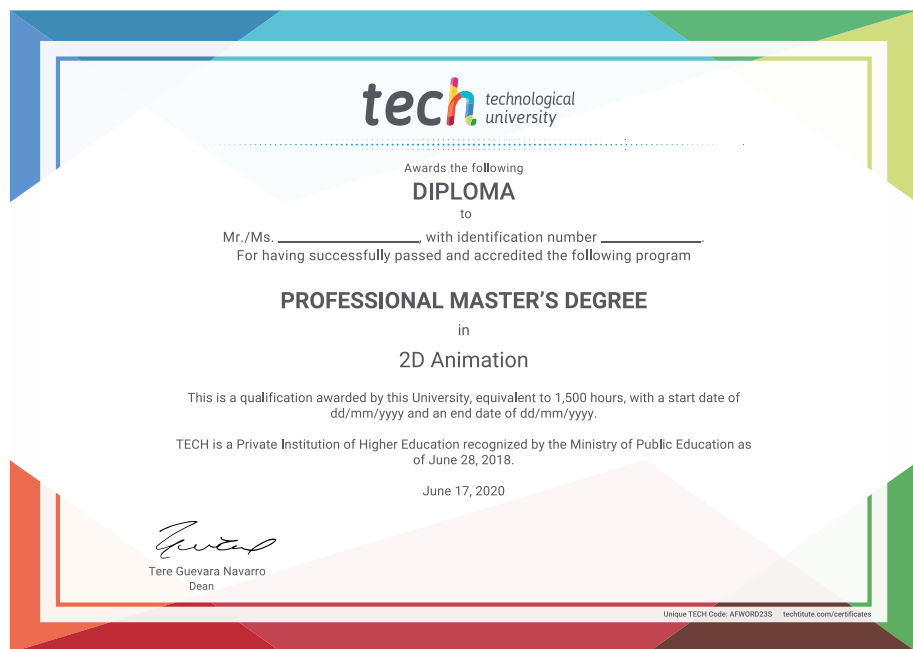 tech technological
university
Awards the following
DIPLOMA
to
Mr./Ms. ____________________, with identification number ______________.
For having successfully passed and accredited the following program
PROFESSIONAL MASTER'S DEGREE
in
2D Animation
This is a qualification awarded by this University, equivalent to 1,500 hours, with a start date of
dd/mm/yyyy and an end date of dd/mm/yyyy.
TECH is a Private Institution of Higher Education recognized by the Ministry of Public Education as
of June 28, 2018.
June 17, 2020
Tere Guevara Navarro
Dean
Unique TECH Code: AFWORD23S techtitute.com/certificates